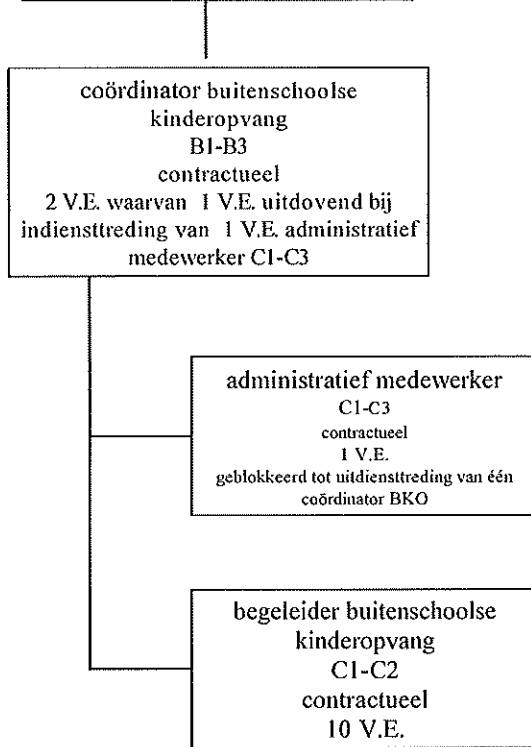 coördinator buitenschoolse
kinderopvang
B1-B3
contractueel
2 V.E. waarvan 1 V.E. uitdovend bij
indiensttreding van 1 V.E. administratief
medewerker C1-C3
administratief medewerker
C1-C3
contractueel
1 V.E.
geblokkeerd tot uitdiensttreding van één
coördinator BKO
begeleider buitenschoolse
kinderopvang
C1-C2
contractueel
10 V.E.